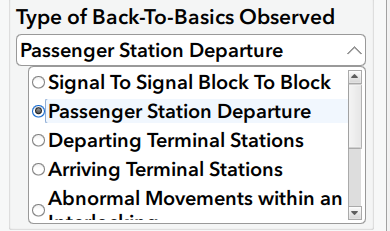 Type of Back-To-Basics Observed
Passenger Station Departure
Signal To Signal Block To Block
Passenger Station Departure
Departing Terminal Stations
Arriving Terminal Stations
Abnormal Movements within an